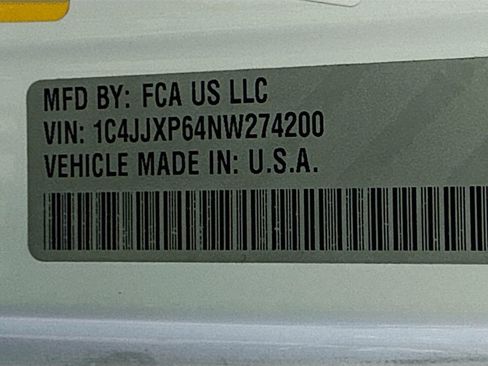 MFD BY: FCA US LLC
VIN: 1C4JJXP64NW274200
VEHICLE MADE IN: U.S.A.